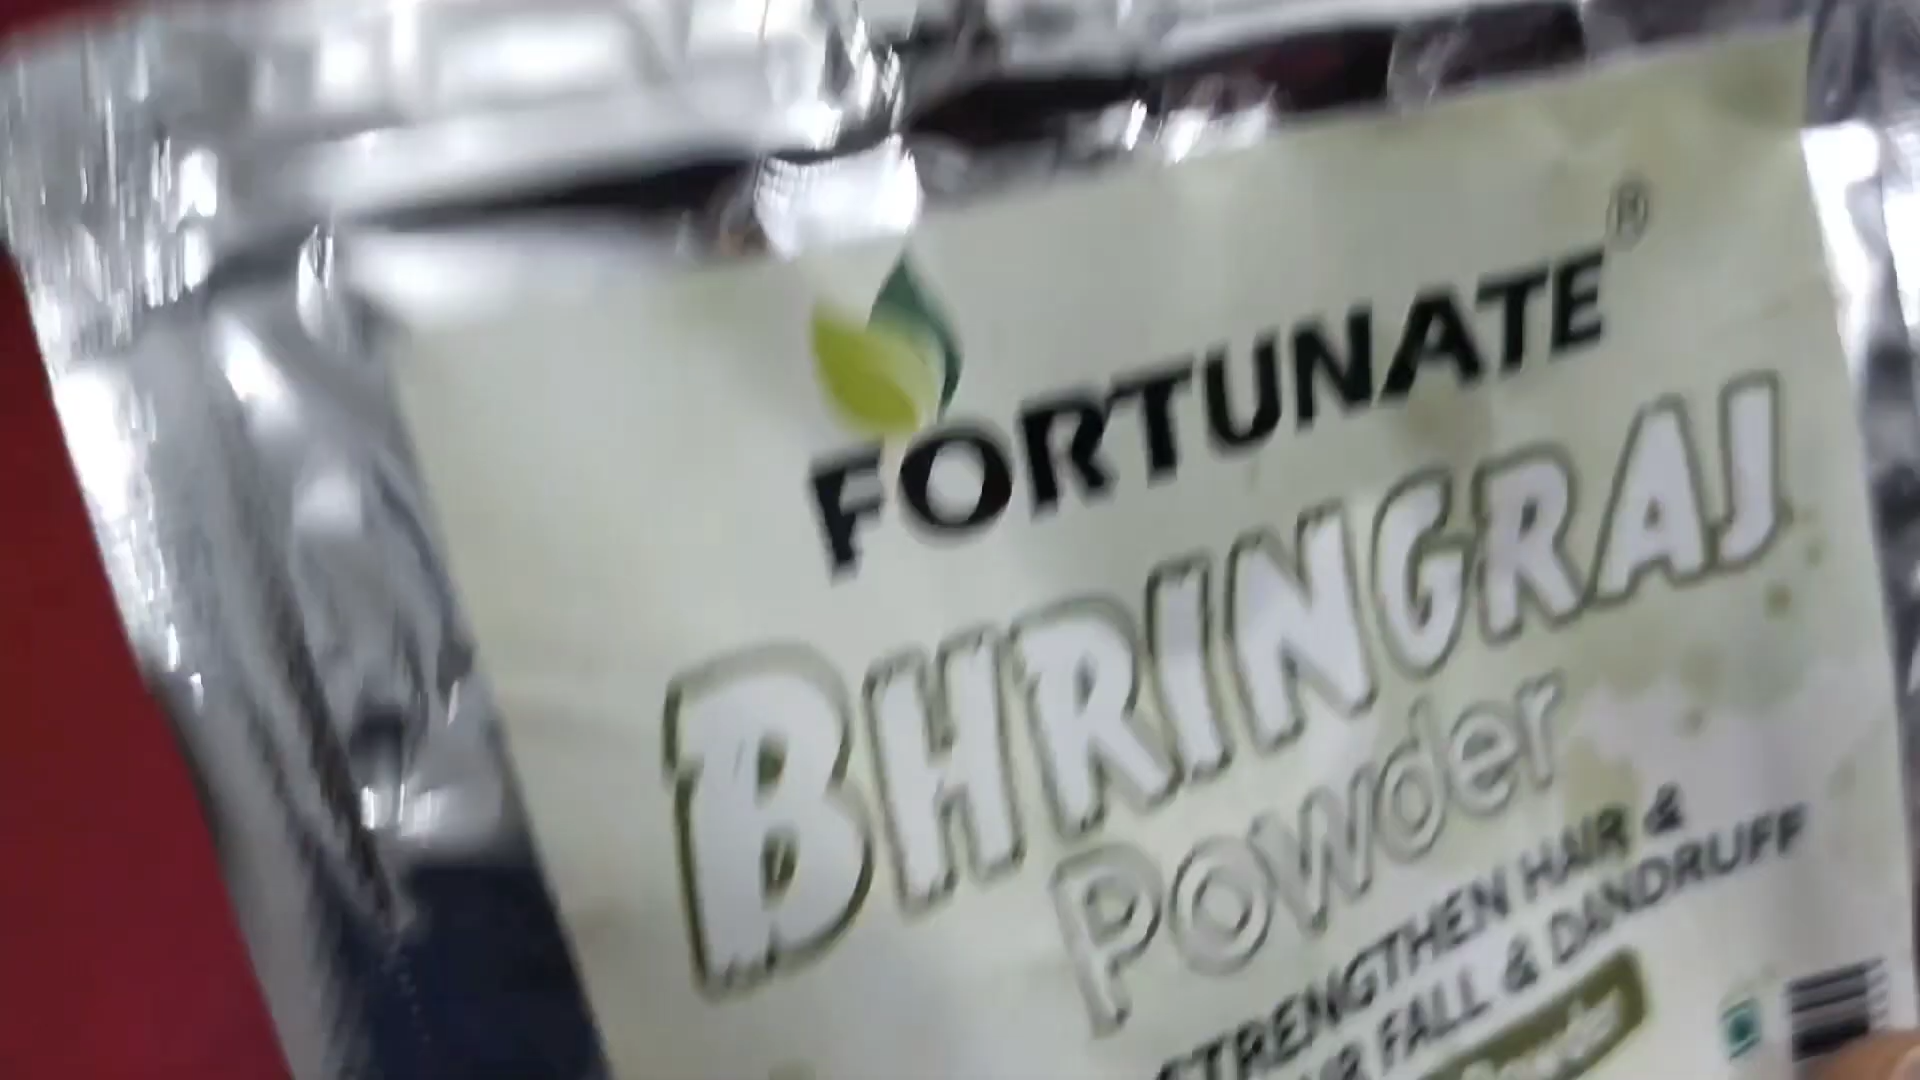 FORTUNATE®
BHRINGRAJ
Powder
STRENGTHEN HAIR &
FALL & DANDRUFF